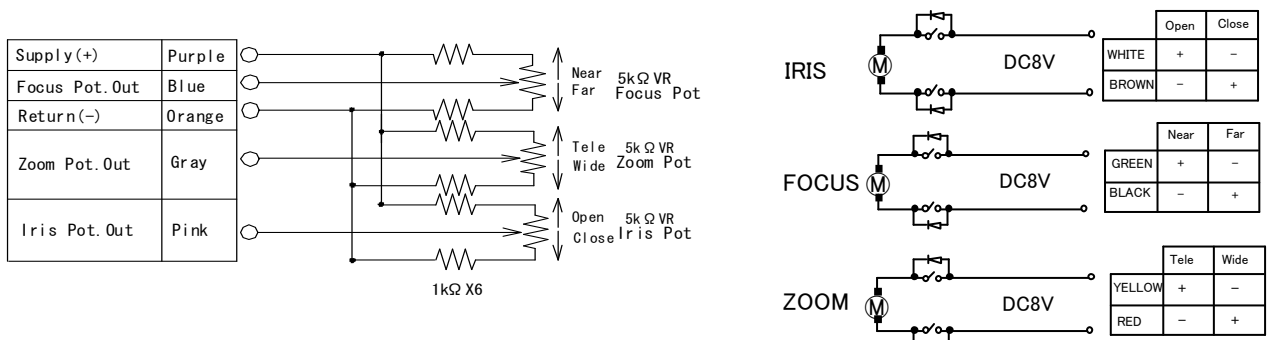 Supply(+) Purple
Focus Pot.Out Blue
Return(-) Orange
Zoom Pot.Out Gray
Iris Pot.Out Pink
Near
Far
5kΩ VR
Focus Pot
Tele
Wide
5kΩ VR
Zoom Pot
Open
Close
5kΩ VR
Iris Pot
1kΩ X6
IRIS
M
DC8V
Open Close
WHITE + −
BROWN − +
FOCUS
M
DC8V
Near Far
GREEN + −
BLACK − +
ZOOM
M
DC8V
Tele Wide
YELLOW + −
RED − +